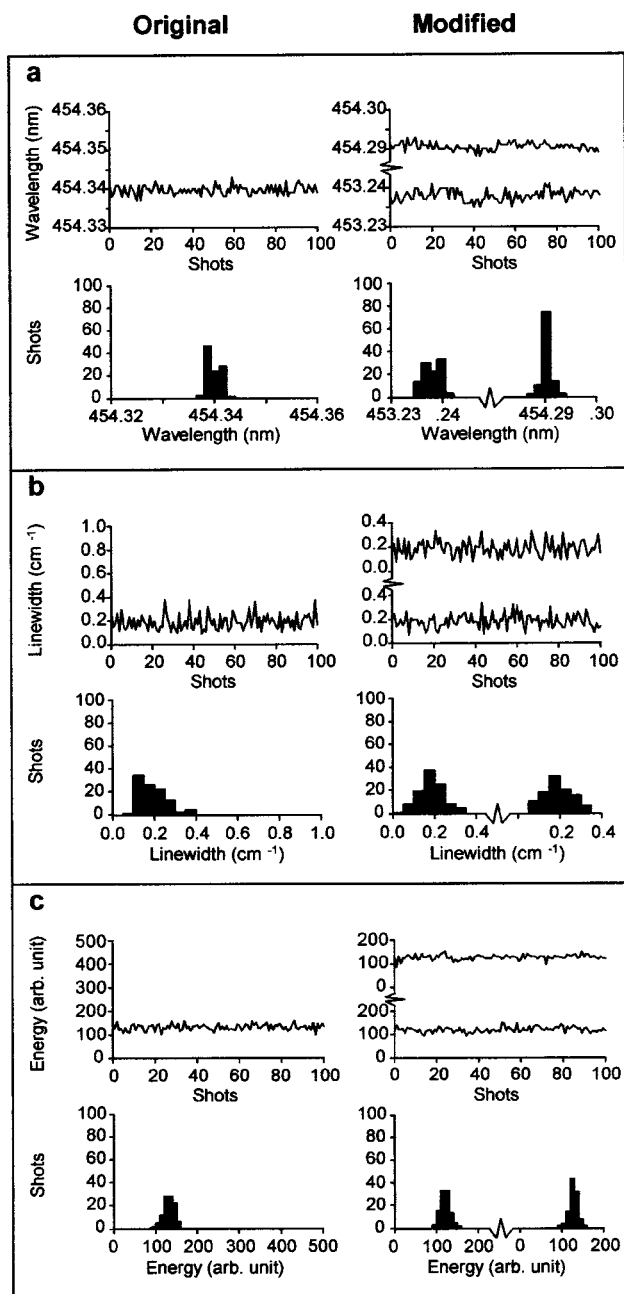 Original Modified
a
Wavelength (nm)
454.36
454.35
454.34
454.33
0 20 40 60 80 100
Shots
454.30
454.29
453.24
453.23
0 20 40 60 80 100
Shots
Shots
100
80
60
40
20
0
454.32 454.34 454.36
Wavelength (nm)
100
80
60
40
20
0
453.23 .24 454.29 .30
Wavelength (nm)
b
Linewidth (cm -1)
1.0
0.8
0.6
0.4
0.2
0.0
0 20 40 60 80 100
Shots
0.4
0.2
0.0
0.4
0.2
0.0
0 20 40 60 80 100
Shots
Shots
100
80
60
40
20
0
0.0 0.2 0.4 0.6 0.8 1.0
Linewidth (cm -1)
100
80
60
40
20
0
0.0 0.2 0.2 0.4
Linewidth (cm -1)
c
Energy (arb. unit)
500
400
300
200
100
0
0 20 40 60 80 100
Shots
200
100
0
200
100
0
0 20 40 60 80 100
Shots
Shots
100
80
60
40
20
0
0 100 200 300 400 500
Energy (arb. unit)
100
80
60
40
20
0
0 100 200 0 100 200
Energy (arb. unit)